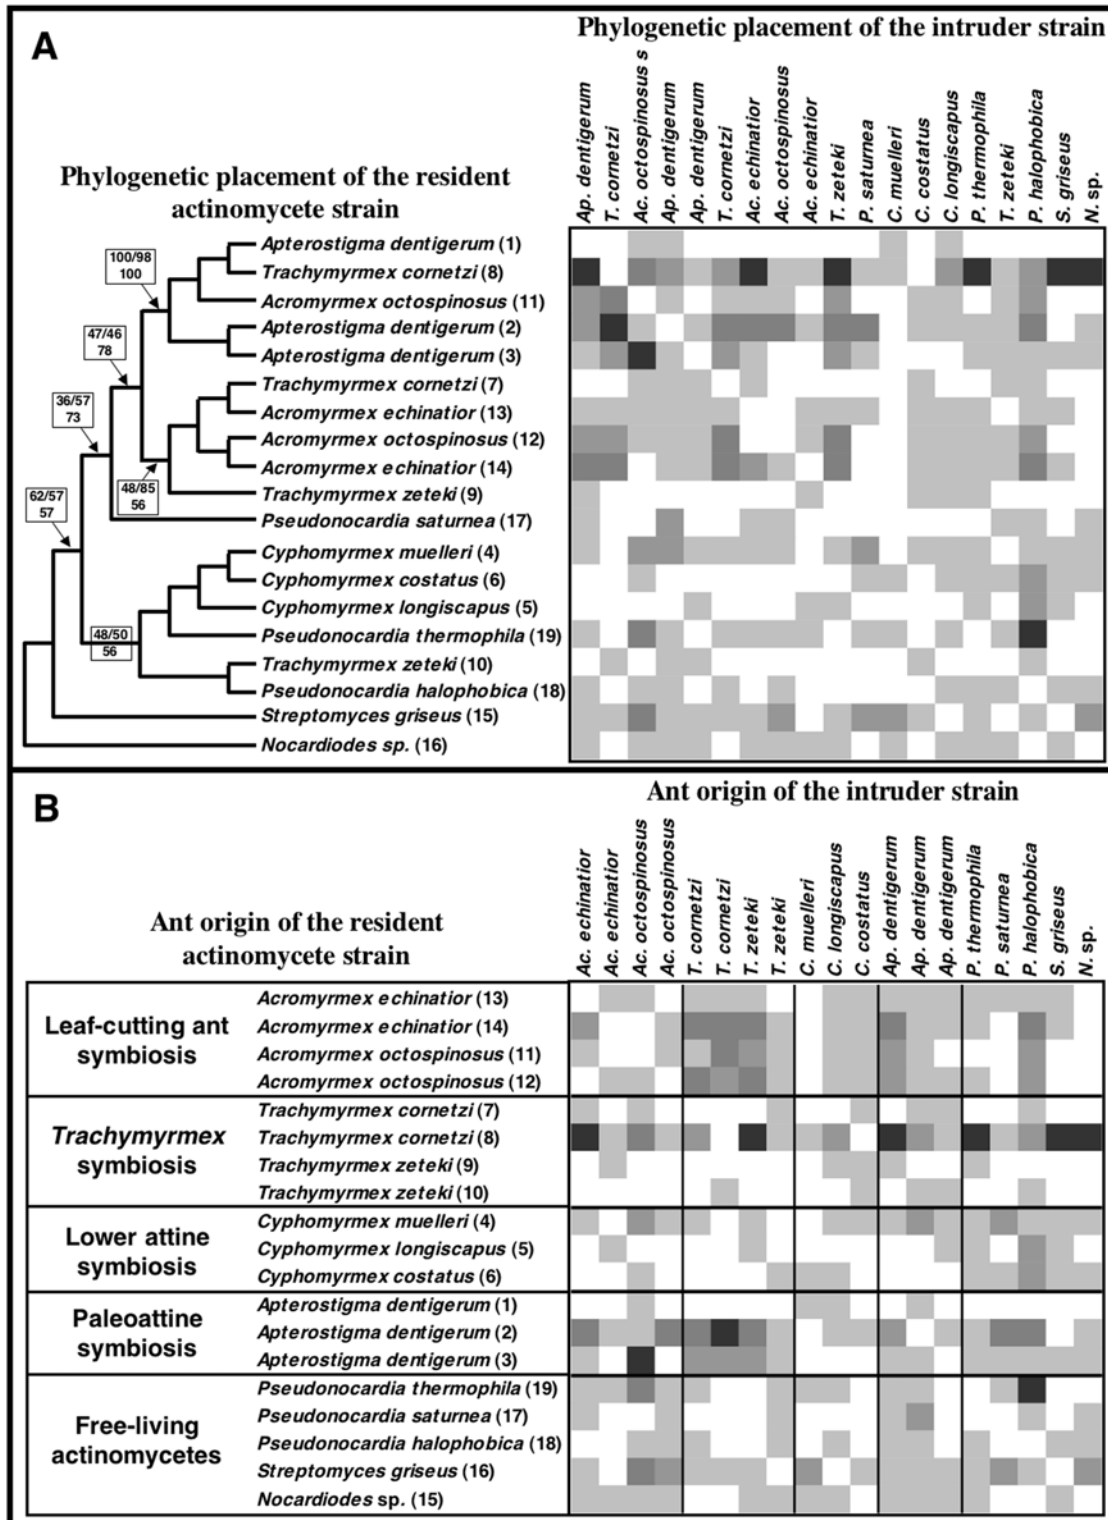 A
Phylogenetic placement of the intruder strain
Ap. dentigerum
T. cornetzi
Ac. octospinosus s
Ap. dentigerum
Ap. dentigerum
T. cornetzi
Ac. echinatior
Ac. octospinosus
Ac. echinatior
T. zeteki
P. saturnea
C. muelleri
C. costatus
C. longiscapus
P. thermophila
T. zeteki
P. halophobica
S. griseus
N. sp.
Phylogenetic placement of the resident
actinomycete strain
Apterostigma dentigerum (1)
Trachymyrmex cornetzi (8)
Acromyrmex octospinosus (11)
Apterostigma dentigerum (2)
Apterostigma dentigerum (3)
Trachymyrmex cornetzi (7)
Acromyrmex echinatior (13)
Acromyrmex octospinosus (12)
Acromyrmex echinatior (14)
Trachymyrmex zeteki (9)
Pseudonocardia saturnea (17)
Cyphomyrmex muelleri (4)
Cyphomyrmex costatus (6)
Cyphomyrmex longiscapus (5)
Pseudonocardia thermophila (19)
Trachymyrmex zeteki (10)
Pseudonocardia halophobica (18)
Streptomyces griseus (15)
Nocardiodes sp. (16)
100/98
100
47/46
78
36/57
73
48/85
56
62/57
57
48/50
56
B
Ant origin of the intruder strain
Ac. echinatior
Ac. echinatior
Ac. octospinosus
Ac. octospinosus
T. cornetzi
T. cornetzi
T. zeteki
T. zeteki
C. muelleri
C. longiscapus
C. costatus
Ap. dentigerum
Ap. dentigerum
Ap. dentigerum
P. thermophila
P. saturnea
P. halophobica
S. griseus
N. sp.
Ant origin of the resident
actinomycete strain
Leaf-cutting ant
symbiosis
Acromyrmex echinatior (13)
Acromyrmex echinatior (14)
Acromyrmex octospinosus (11)
Acromyrmex octospinosus (12)
Trachymyrmex
symbiosis
Trachymyrmex cornetzi (7)
Trachymyrmex cornetzi (8)
Trachymyrmex zeteki (9)
Trachymyrmex zeteki (10)
Lower attine
symbiosis
Cyphomyrmex muelleri (4)
Cyphomyrmex longiscapus (5)
Cyphomyrmex costatus (6)
Paleoattine
symbiosis
Apterostigma dentigerum (1)
Apterostigma dentigerum (2)
Apterostigma dentigerum (3)
Free-living
actinomycetes
Pseudonocardia thermophila (19)
Pseudonocardia saturnea (17)
Pseudonocardia halophobica (18)
Streptomyces griseus (16)
Nocardiodes sp. (15)